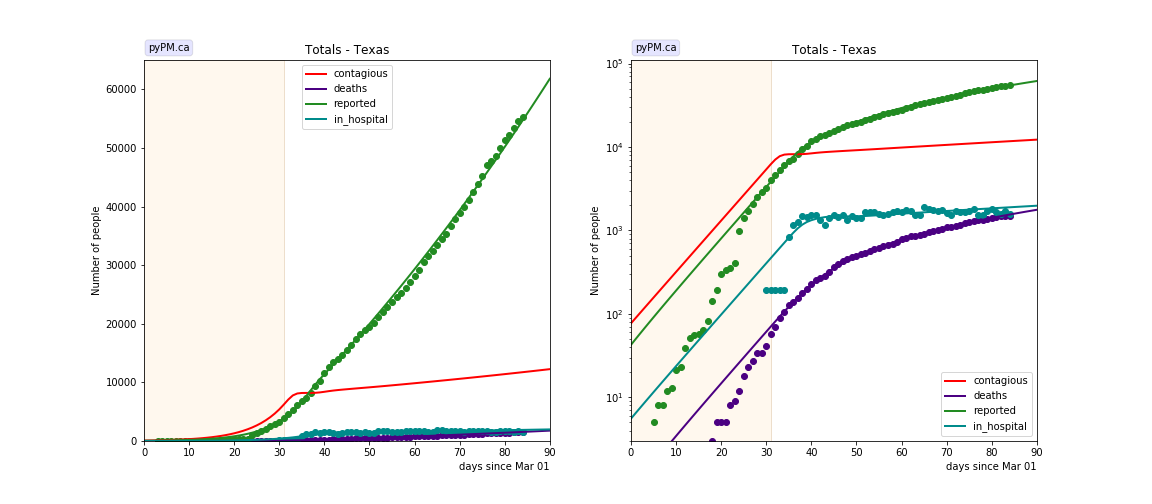 pyPM.ca
Totals - Texas
contagious
deaths
reported
in_hospital
Number of people
60000
50000
40000
30000
20000
10000
0
0 10 20 30 40 50 60 70 80 90
days since Mar 01
pyPM.ca
Totals - Texas
Number of people
10^5
10^4
10^3
10^2
10^1
contagious
deaths
reported
in_hospital
0 10 20 30 40 50 60 70 80 90
days since Mar 01